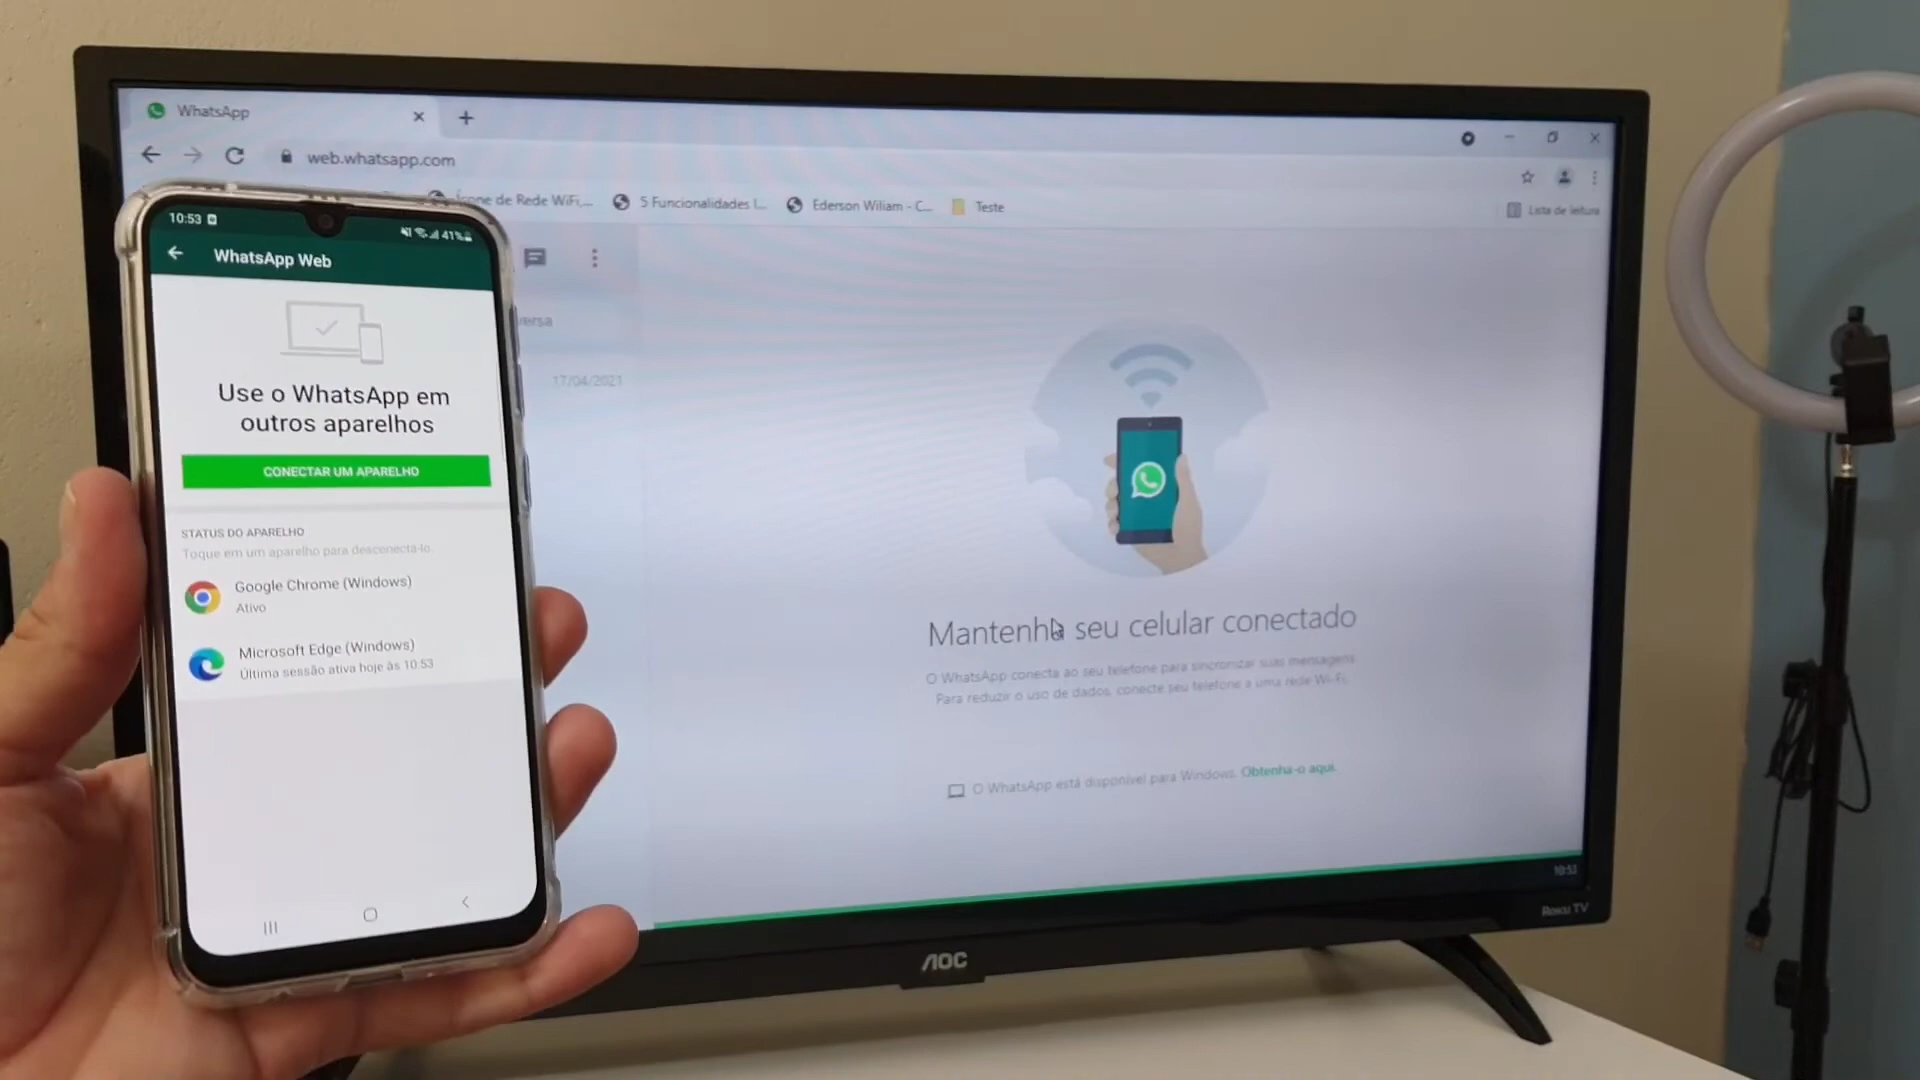 WhatsApp
web.whatsapp.com
Ícone de Rede WiFi,...
5 Funcionalidades I...
Ederson Wiliam - C...
Teste
Lista de leitura
10:53
41%
WhatsApp Web
Use o WhatsApp em
outros aparelhos
CONECTAR UM APARELHO
STATUS DO APARELHO
Toque em um aparelho para desconectá-lo.
Google Chrome (Windows)
Ativo
Microsoft Edge (Windows)
Última sessão ativa hoje às 10:53
versa
17/04/2021
Mantenha seu celular conectado
O WhatsApp conecta ao seu telefone para sincronizar suas mensagens.
Para reduzir o uso de dados, conecte seu telefone a uma rede Wi-Fi.
O WhatsApp está disponível para Windows. Obtenha-o aqui.
10:53
Roku TV
AOC